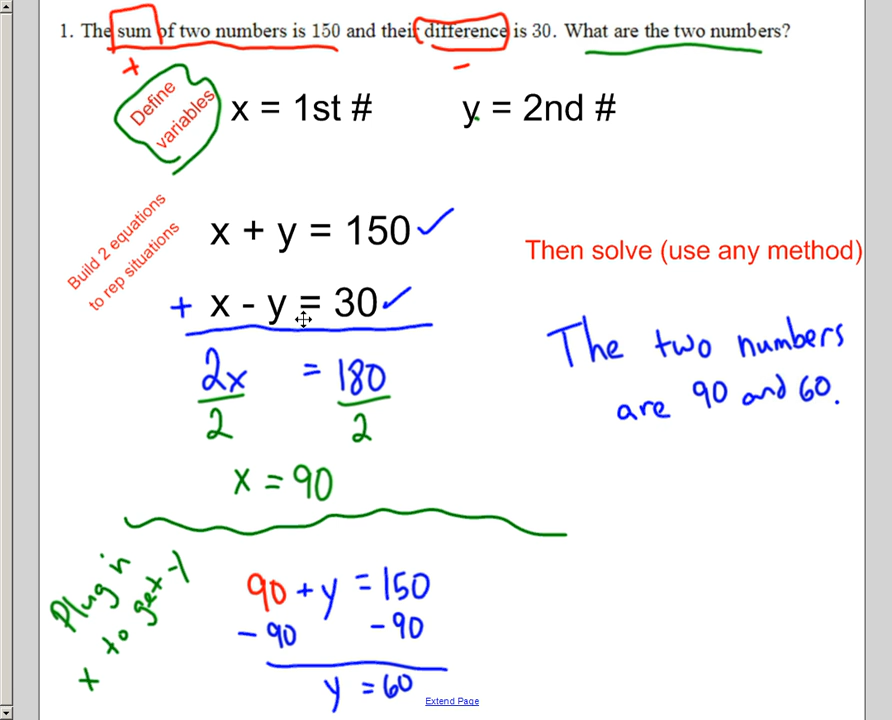 1. The sum of two numbers is 150 and their difference is 30. What are the two numbers?
+ −
Define
variables
x = 1st # y = 2nd #
Build 2 equations
to rep situations
x + y = 150 ✓
Then solve (use any method)
+ x - y = 30 ✓
2x = 180
2 2
The two numbers
are 90 and 60.
x = 90
Plug in
x to get y
90 + y = 150
− 90 − 90
y = 60
Extend Page